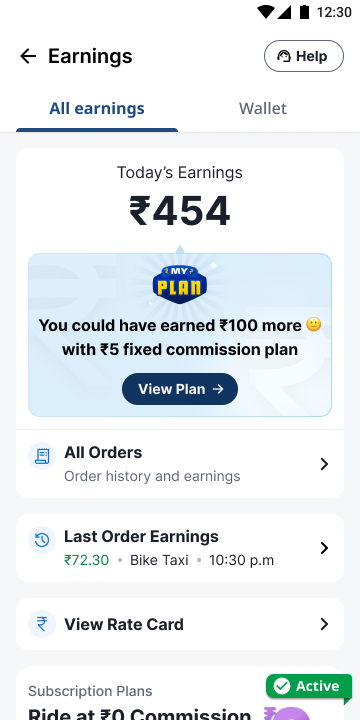 12:30
Earnings
Help
All earnings
Wallet
Today's Earnings
₹454
MY
PLAN
You could have earned ₹100 more 🙁
with ₹5 fixed commission plan
View Plan →
All Orders
Order history and earnings
Last Order Earnings
₹72.30 • Bike Taxi • 10:30 p.m
₹ View Rate Card
Active
Subscription Plans
Ride at ₹0 Commission